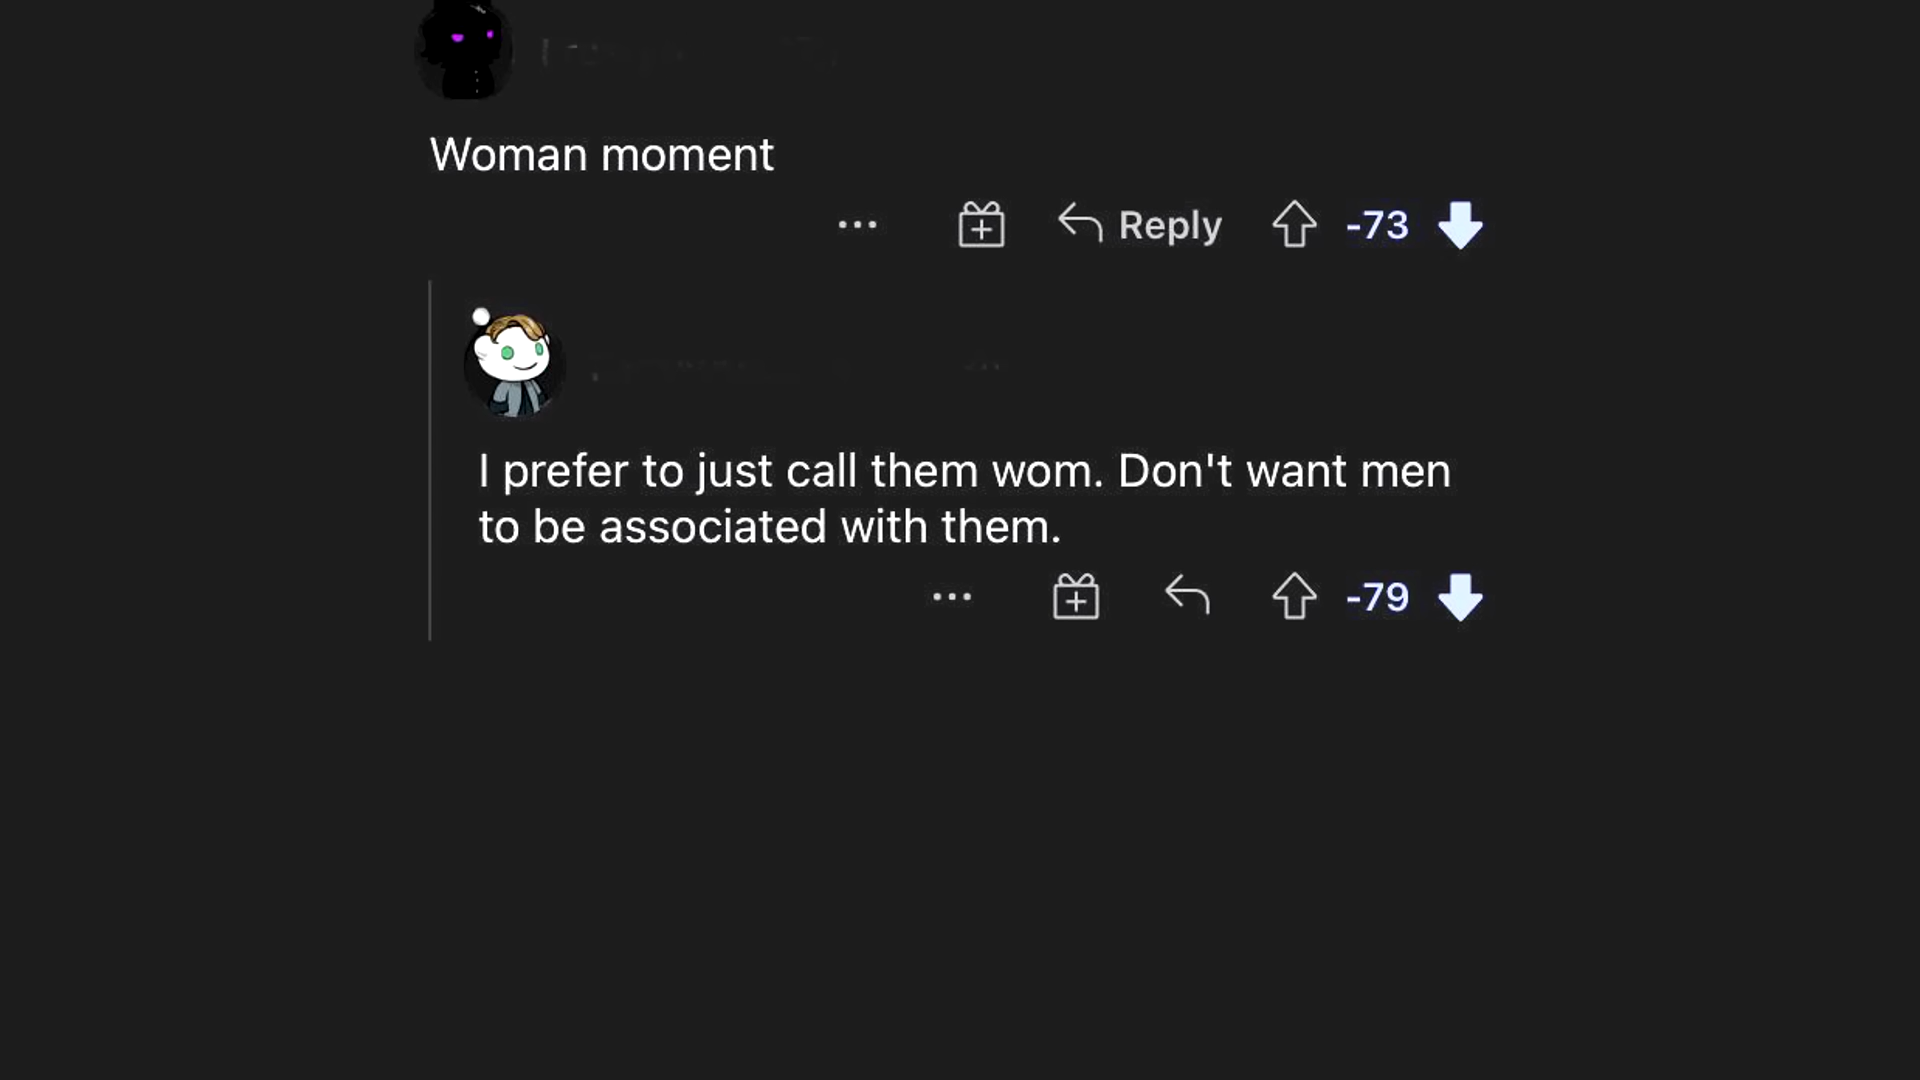 Woman moment
Reply
-73
I prefer to just call them wom. Don't want men
to be associated with them.
-79